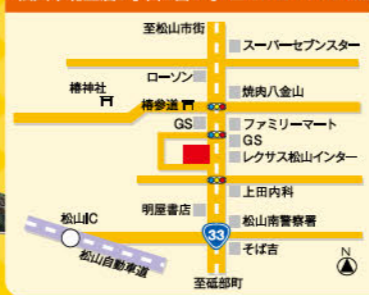 至松山市街
スーパーセブンスター
ローソン
焼肉八金山
椿神社
椿参道
GS
ファミリーマート
GS
レクサス松山インター
上田内科
明屋書店
松山IC
松山南警察署
33
松山自動車道
そば吉
N
至砥部町